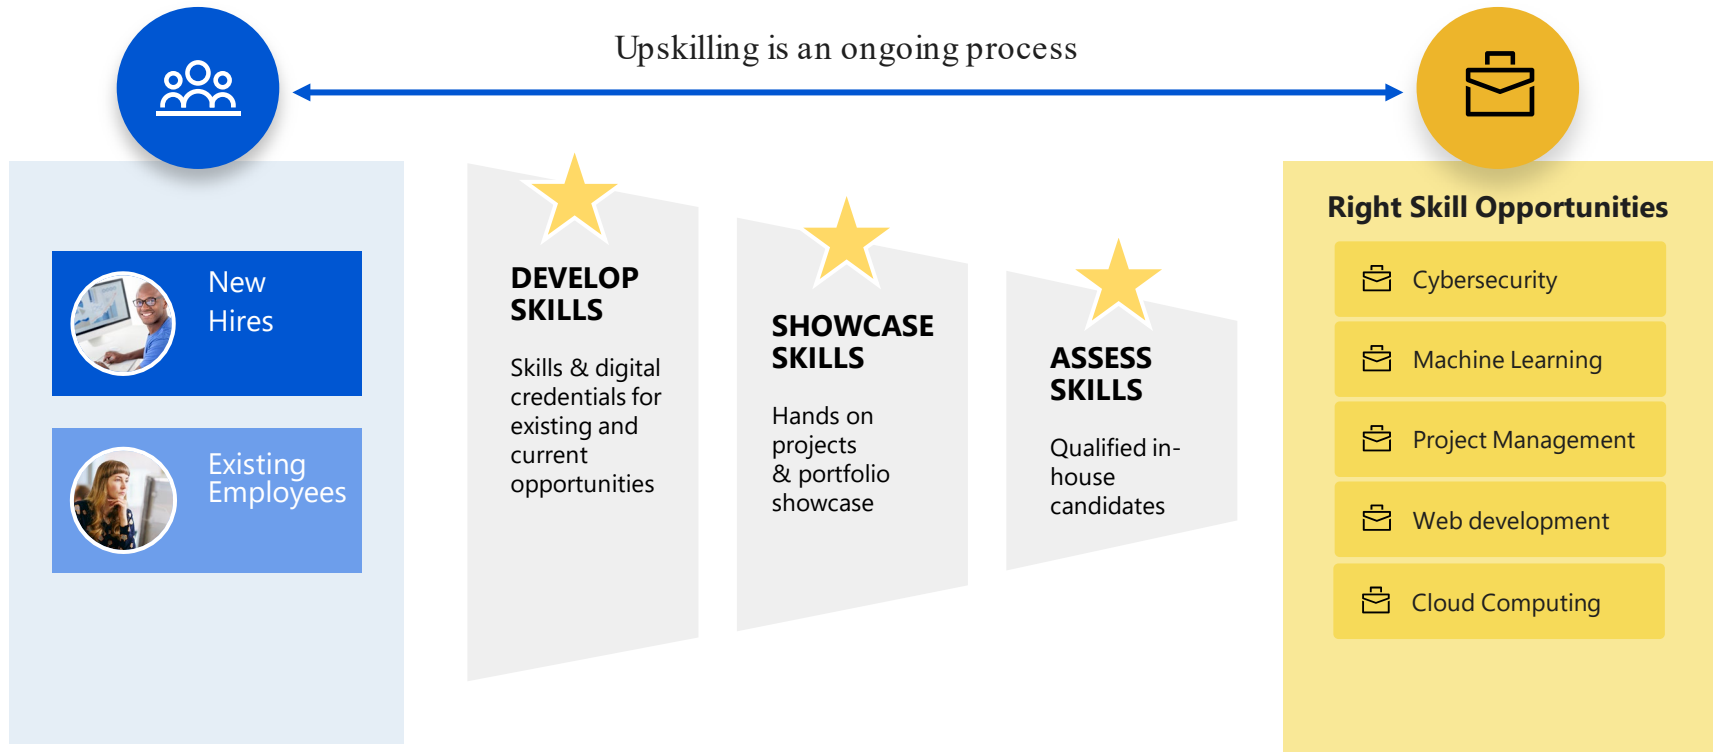 Upskilling is an ongoing process
New
Hires
Existing
Employees
DEVELOP
SKILLS
Skills & digital
credentials for
existing and
current
opportunities
SHOWCASE
SKILLS
Hands on
projects
& portfolio
showcase
ASSESS
SKILLS
Qualified in-
house
candidates
Right Skill Opportunities
Cybersecurity
Machine Learning
Project Management
Web development
Cloud Computing